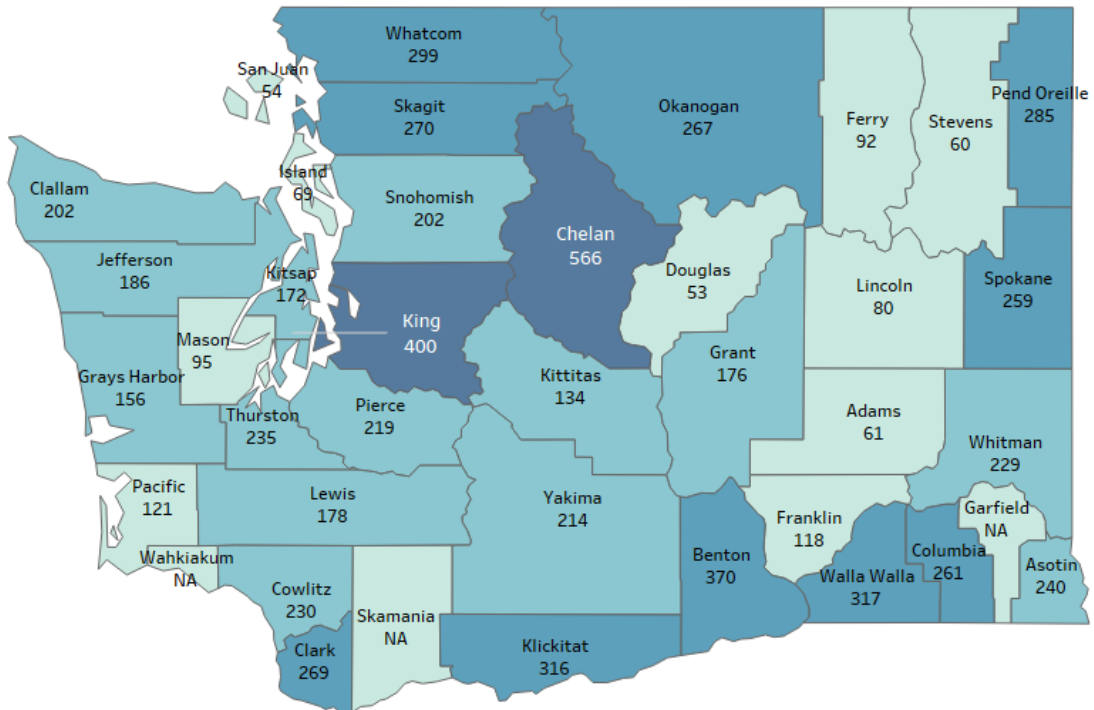 Whatcom
299
San Juan
54
Skagit
270
Okanogan
267
Ferry
92
Stevens
60
Pend Oreille
285
Island
69
Clallam
202
Snohomish
202
Chelan
566
Jefferson
186
Kitsap
172
Douglas
53
Lincoln
80
Spokane
259
King
400
Mason
95
Grant
176
Grays Harbor
156
Kittitas
134
Thurston
235
Pierce
219
Adams
61
Whitman
229
Pacific
121
Lewis
178
Yakima
214
Franklin
118
Garfield
NA
Wahkiakum
NA
Benton
370
Columbia
261
Walla Walla
317
Asotin
240
Cowlitz
230
Skamania
NA
Clark
269
Klickitat
316